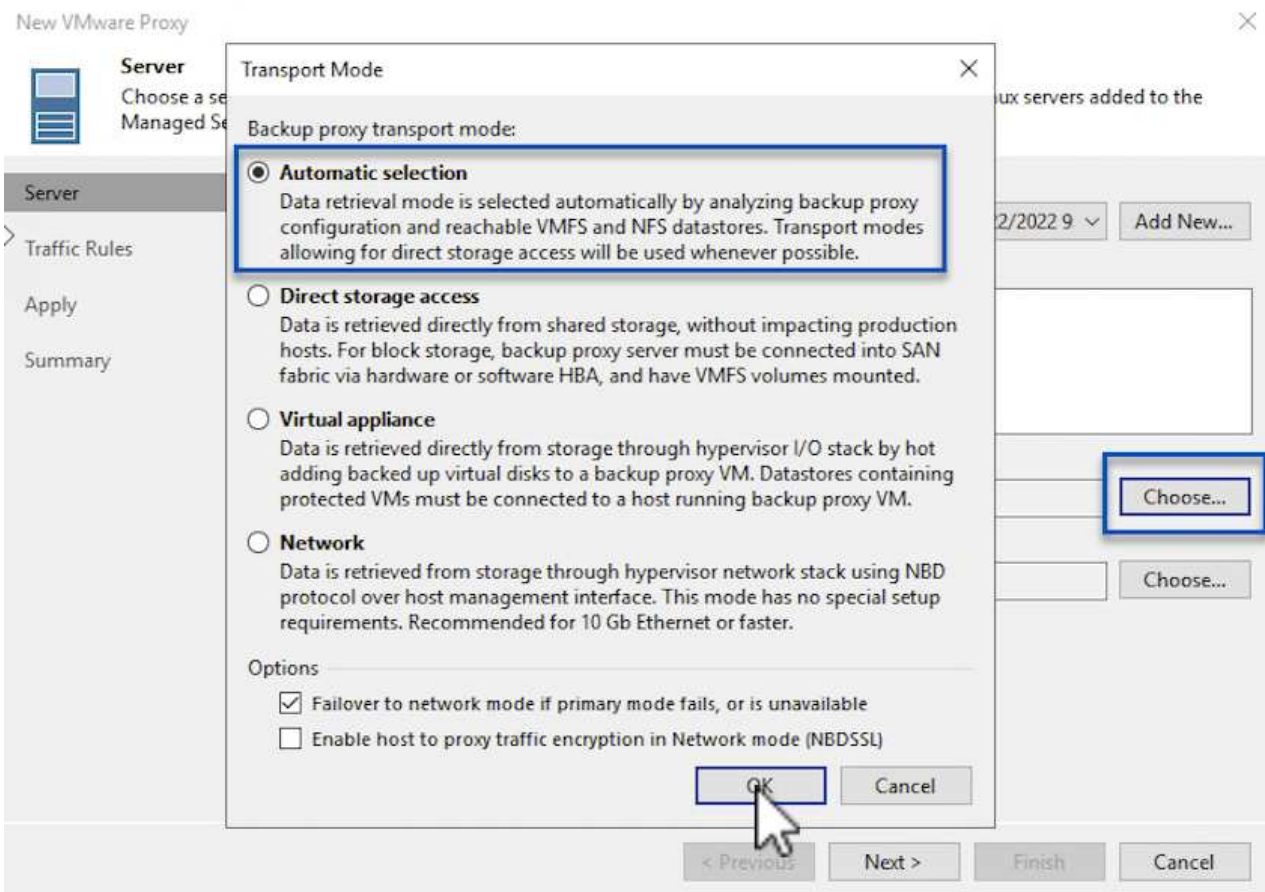 New VMware Proxy
Server
Choose a se
Managed Se
ux servers added to the
Transport Mode
Backup proxy transport mode:
Automatic selection
Data retrieval mode is selected automatically by analyzing backup proxy
configuration and reachable VMFS and NFS datastores. Transport modes
allowing for direct storage access will be used whenever possible.
Direct storage access
Data is retrieved directly from shared storage, without impacting production
hosts. For block storage, backup proxy server must be connected into SAN
fabric via hardware or software HBA, and have VMFS volumes mounted.
Virtual appliance
Data is retrieved directly from storage through hypervisor I/O stack by hot
adding backed up virtual disks to a backup proxy VM. Datastores containing
protected VMs must be connected to a host running backup proxy VM.
Network
Data is retrieved from storage through hypervisor network stack using NBD
protocol over host management interface. This mode has no special setup
requirements. Recommended for 10 Gb Ethernet or faster.
Options
Failover to network mode if primary mode fails, or is unavailable
Enable host to proxy traffic encryption in Network mode (NBDSSL)
OK
Cancel
Server
Traffic Rules
Apply
Summary
2/2022 9
Add New...
Choose...
Choose...
< Previous
Next >
Finish
Cancel